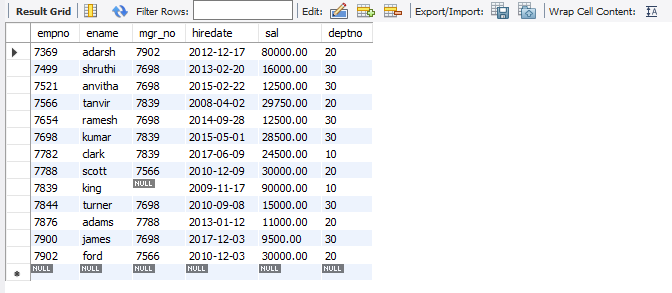 Result Grid Filter Rows: Edit: Export/Import: Wrap Cell Content: IA
empno ename mgr_no hiredate sal deptno
7369 adarsh 7902 2012-12-17 80000.00 20
7499 shruthi 7698 2013-02-20 16000.00 30
7521 anvitha 7698 2015-02-22 12500.00 30
7566 tanvir 7839 2008-04-02 29750.00 20
7654 ramesh 7698 2014-09-28 12500.00 30
7698 kumar 7839 2015-05-01 28500.00 30
7782 clark 7839 2017-06-09 24500.00 10
7788 scott 7566 2010-12-09 30000.00 20
7839 king NULL 2009-11-17 90000.00 10
7844 turner 7698 2010-09-08 15000.00 30
7876 adams 7788 2013-01-12 11000.00 20
7900 james 7698 2017-12-03 9500.00 30
7902 ford 7566 2010-12-03 30000.00 20
NULL NULL NULL NULL NULL NULL